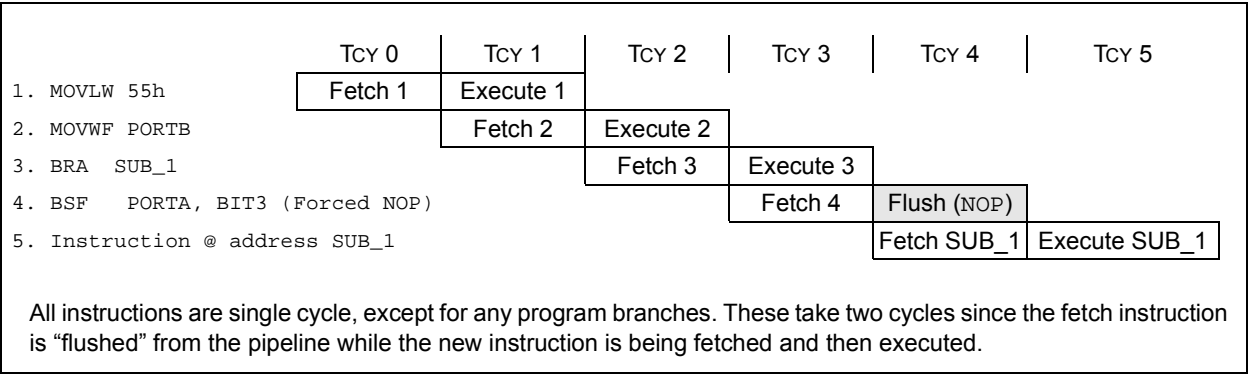 TCY 0 TCY 1 TCY 2 TCY 3 TCY 4 TCY 5
1. MOVLW 55h Fetch 1 Execute 1
2. MOVWF PORTB Fetch 2 Execute 2
3. BRA SUB_1 Fetch 3 Execute 3
4. BSF PORTA, BIT3 (Forced NOP) Fetch 4 Flush (NOP)
5. Instruction @ address SUB_1 Fetch SUB_1 Execute SUB_1
All instructions are single cycle, except for any program branches. These take two cycles since the fetch instruction
is “flushed” from the pipeline while the new instruction is being fetched and then executed.